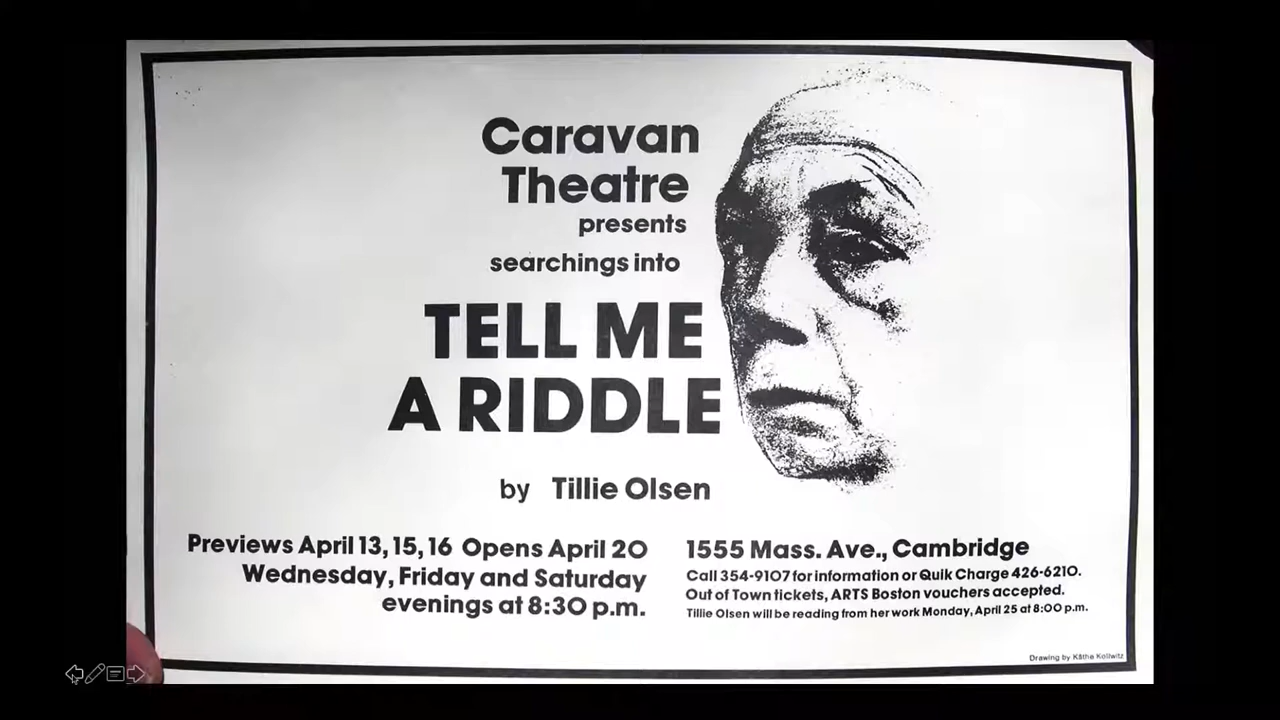 Caravan
Theatre
presents
searchings into
TELL ME
A RIDDLE
by Tillie Olsen
Previews April 13, 15, 16 Opens April 20
Wednesday, Friday and Saturday
evenings at 8:30 p.m.
1555 Mass. Ave., Cambridge
Call 354-9107 for information or Quik Charge 426-6210.
Out of Town tickets, ARTS Boston vouchers accepted.
Tillie Olsen will be reading from her work Monday, April 25 at 8:00 p.m.
Drawing by Käthe Kollwitz